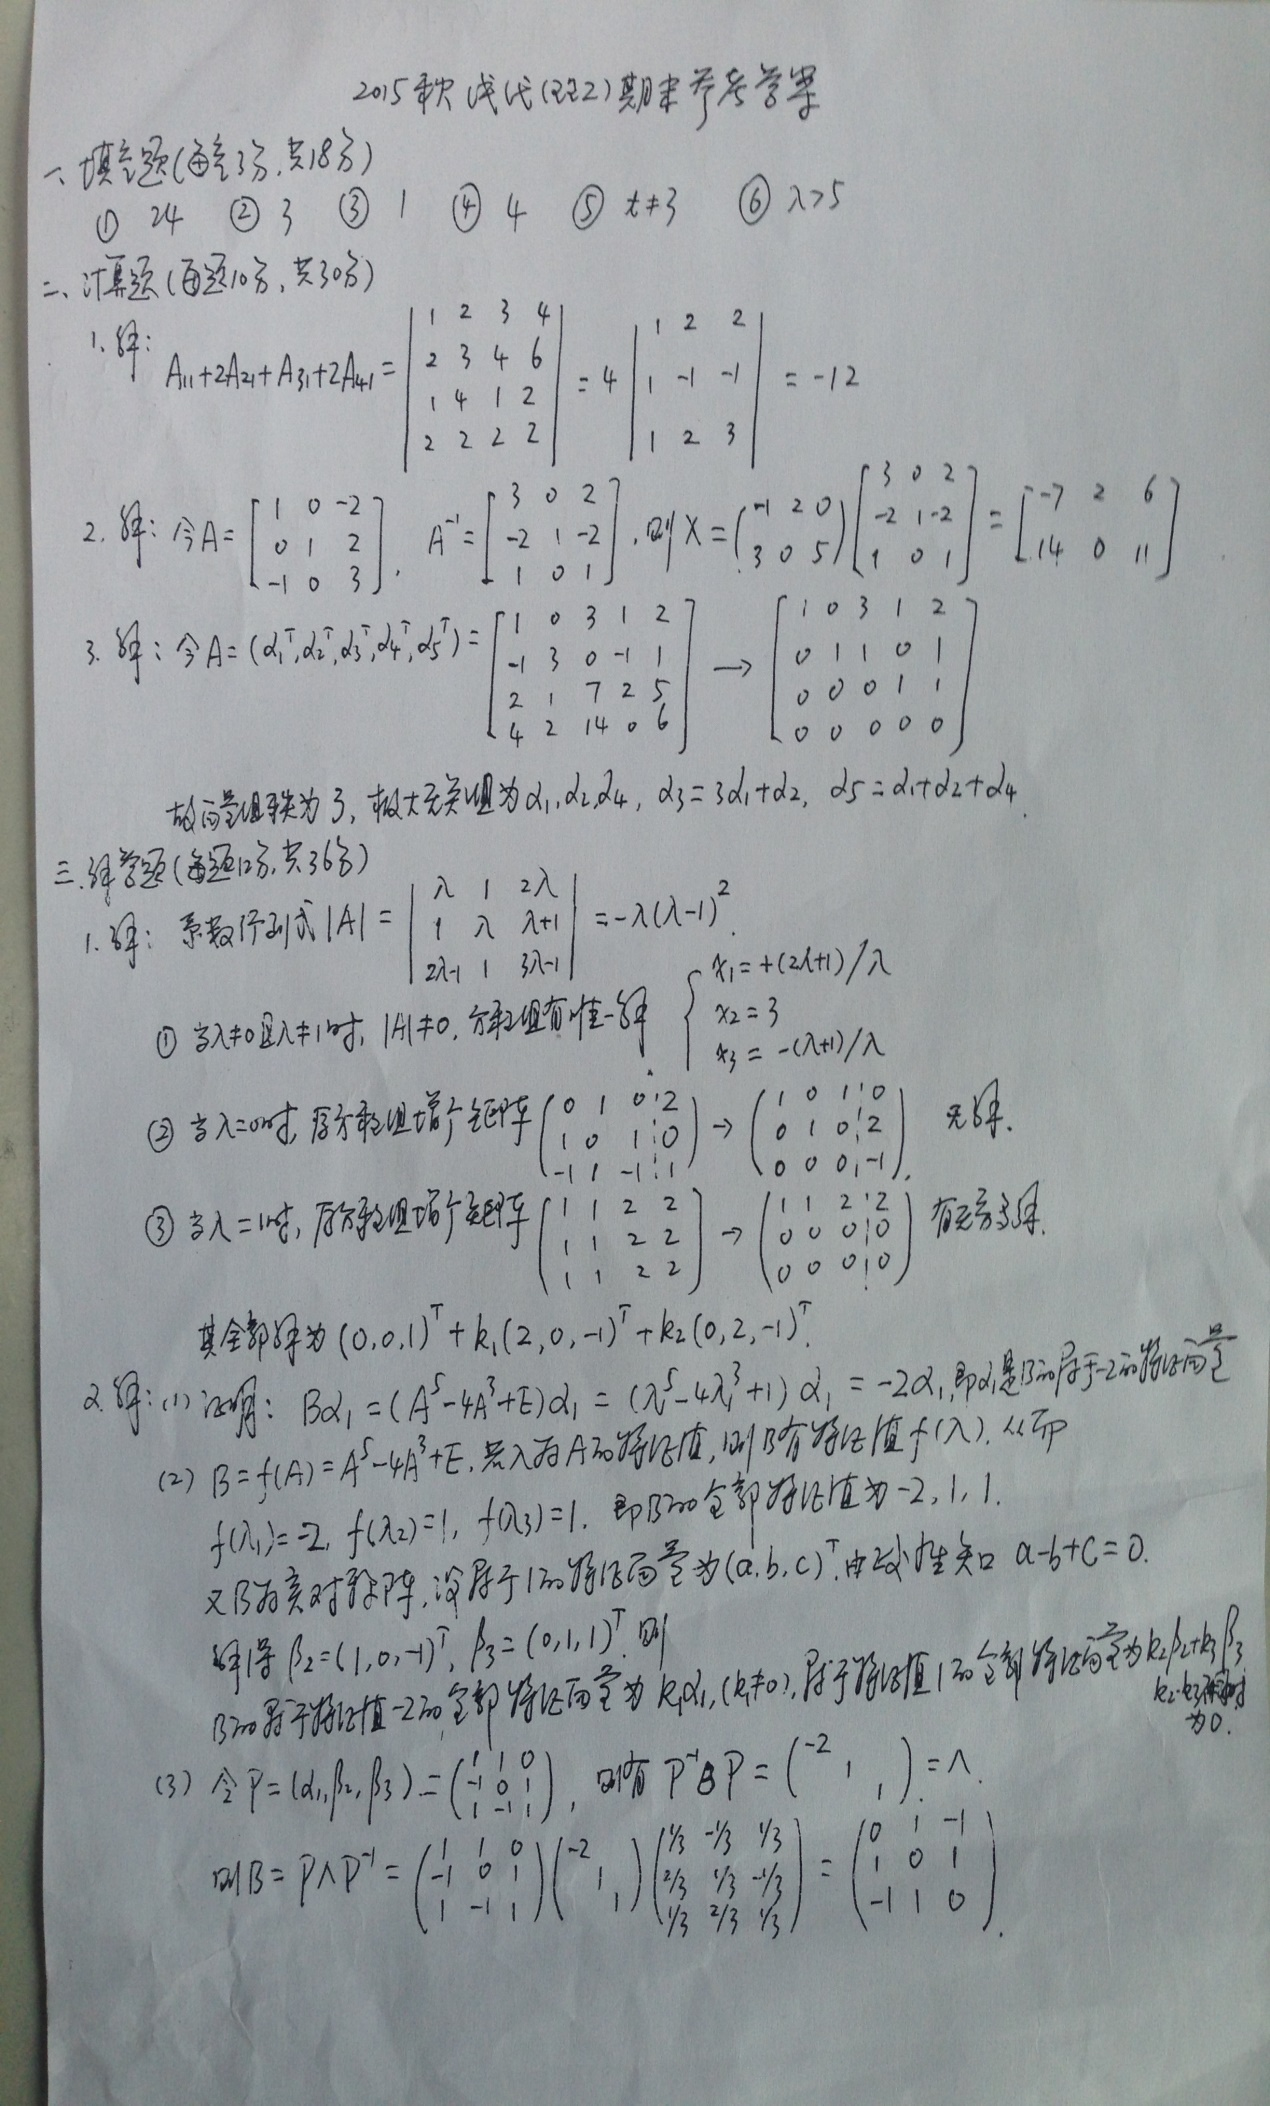 2015秋线代(理工)期末参考答案
一、填空题(每空3分,共18分)
① 24 ② 3 ③ 1 ④ 4 ⑤ t≠3 ⑥ λ>5
二、计算题(每题10分,共30分)
1. 解: A₁₁+2A₂₁+A₃₁+2A₄₁= |1 2 3 4; 2 3 4 6; 1 4 1 2; 2 2 2 2| = 4 |1 2 2; 1 -1 -1; 1 2 3| = -12
2. 解: 令A= [1 0 -2; 0 1 2; -1 0 3], A⁻¹= [3 0 2; -2 1 -2; 1 0 1], 则X= (-1 2 0; 3 0 5) [3 0 2; -2 1 -2; 1 0 1] = [-7 2 6; 14 0 11]
3. 解: 令A=(α₁ᵀ,α₂ᵀ,α₃ᵀ,α₄ᵀ,α₅ᵀ)= [1 0 3 1 2; -1 3 0 -1 1; 2 1 7 2 5; 4 2 14 0 6] → [1 0 3 1 2; 0 1 1 0 1; 0 0 0 1 1; 0 0 0 0 0]
故向量组秩为3, 极大无关组为α₁,α₂,α₄, α₃=3α₁+α₂, α₅=α₁+α₂+α₄.
三.解答题(每题12分,共36分)
1. 解: 系数行列式|A|= |λ 1 2λ; 1 λ λ+1; 2λ-1 1 3λ-1| = -λ(λ-1)².
① 当λ≠0且λ≠1时, |A|≠0, 方程组有唯一解 { x₁=+(2λ+1)/λ; x₂=3; x₃=-(λ+1)/λ
② 当λ=0时, 原方程组增广矩阵 (0 1 0 2; 1 0 1 0; -1 1 -1 1) → (1 0 1 0; 0 1 0 2; 0 0 0 -1), 无解.
③ 当λ=1时, 原方程组增广矩阵 (1 1 2 2; 1 1 2 2; 1 1 2 2) → (1 1 2 2; 0 0 0 0; 0 0 0 0) 有无穷多解.
其全部解为 (0,0,1)ᵀ+k₁(2,0,-1)ᵀ+k₂(0,2,-1)ᵀ.
2. 解: (1) 证明: Bα₁=(A⁵-4A³+E)α₁=(λ₁⁵-4λ₁³+1)α₁=-2α₁,即α₁是B的属于-2的特征向量
(2) B=f(A)=A⁵-4A³+E,若λ为A的特征值,则B有特征值f(λ).从而
f(λ₁)=-2, f(λ₂)=1, f(λ₃)=1. 即B的全部特征值为-2,1,1.
又B为实对称阵,设属于1的特征向量为(a,b,c)ᵀ,由正交性知 a-b+c=0.
解得 β₂=(1,0,-1)ᵀ, β₃=(0,1,1)ᵀ. 则
B的属于特征值-2的全部特征向量为k₁α₁,(k₁≠0),属于特征值1的全部特征向量为k₂β₂+k₃β₃
k₂.k₃不同时
为0.
(3) 令P=(α₁,β₂,β₃)= (1 1 0; -1 0 1; 1 -1 1), 则有 P⁻¹BP= (-2 1 1) =Λ.
则B=PΛP⁻¹= (1 1 0; -1 0 1; 1 -1 1) (-2 1 1) (1/3 -1/3 1/3; 2/3 1/3 -1/3; 1/3 2/3 1/3) = (0 1 -1; 1 0 1; -1 1 0).